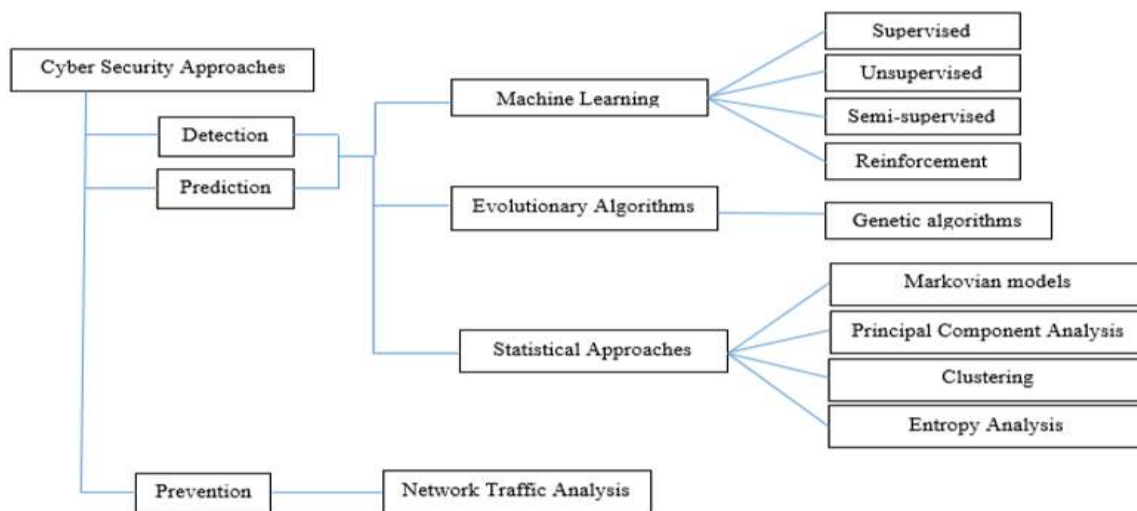 Cyber Security Approaches
Detection
Prediction
Prevention
Machine Learning
Evolutionary Algorithms
Statistical Approaches
Network Traffic Analysis
Supervised
Unsupervised
Semi-supervised
Reinforcement
Genetic algorithms
Markovian models
Principal Component Analysis
Clustering
Entropy Analysis